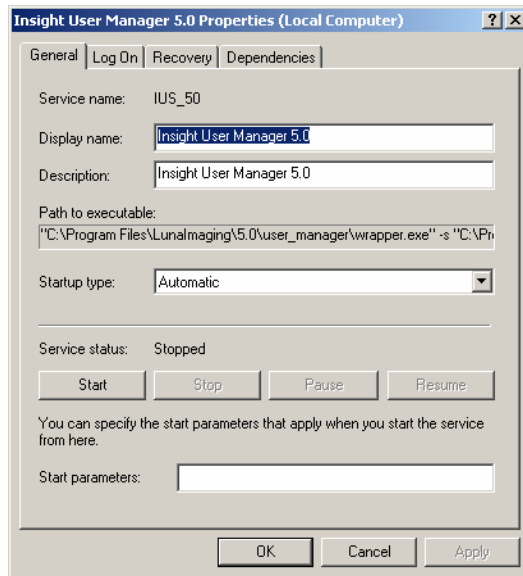 Insight User Manager 5.0 Properties (Local Computer)
General Log On Recovery Dependencies
Service name: IUS_50
Display name: Insight User Manager 5.0
Description: Insight User Manager 5.0
Path to executable:
"C:\Program Files\LunaImaging\5.0\user_manager\wrapper.exe" -s "C:\Pr
Startup type: Automatic
Service status: Stopped
Start Stop Pause Resume
You can specify the start parameters that apply when you start the service
from here.
Start parameters:
OK Cancel Apply